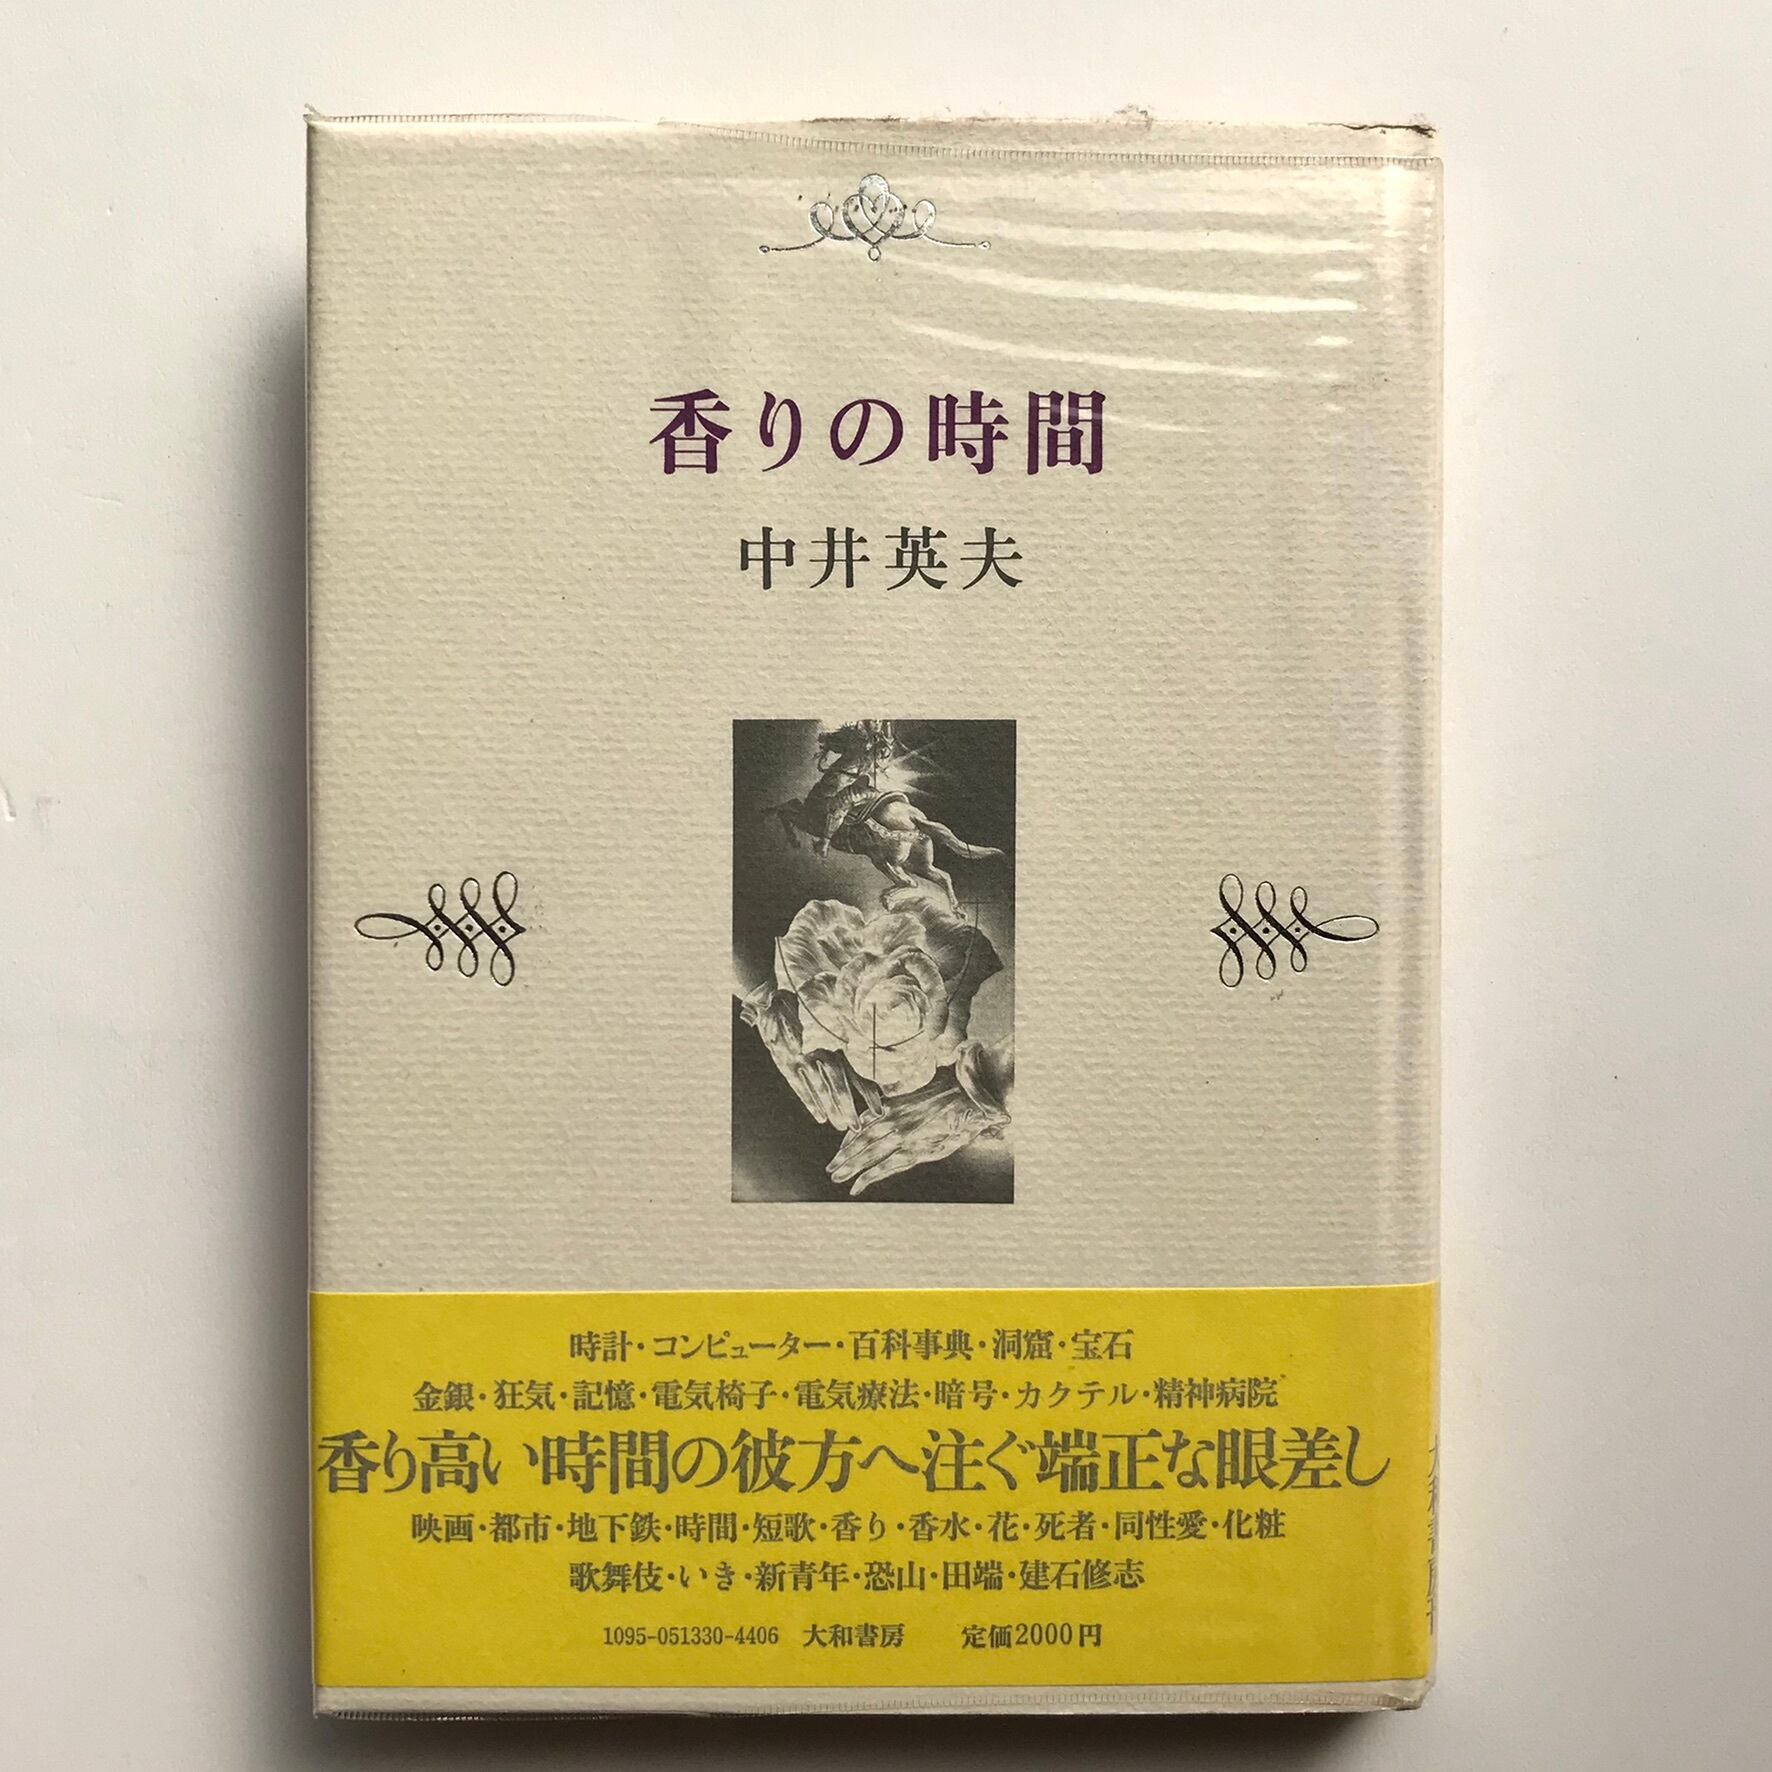 香りの時間
中井英夫
時計・コンピューター・百科事典・洞窟・宝石
金銀・狂気・記憶・電気椅子・電気療法・暗号・カクテル・精神病院
香り高い時間の彼方へ注ぐ端正な眼差し
映画・都市・地下鉄・時間・短歌・香り・香水・花・死者・同性愛・化粧
歌舞伎・いき・新青年・恐山・田端・建石修志
1095-051330-4406 大和書房 定価2000円